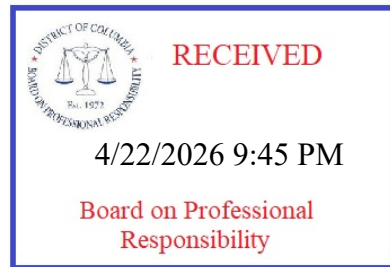 DISTRICT OF COLUMBIA
BOARD ON PROFESSIONAL RESPONSIBILITY
EST. 1972
RECEIVED
4/22/2026 9:45 PM
Board on Professional
Responsibility